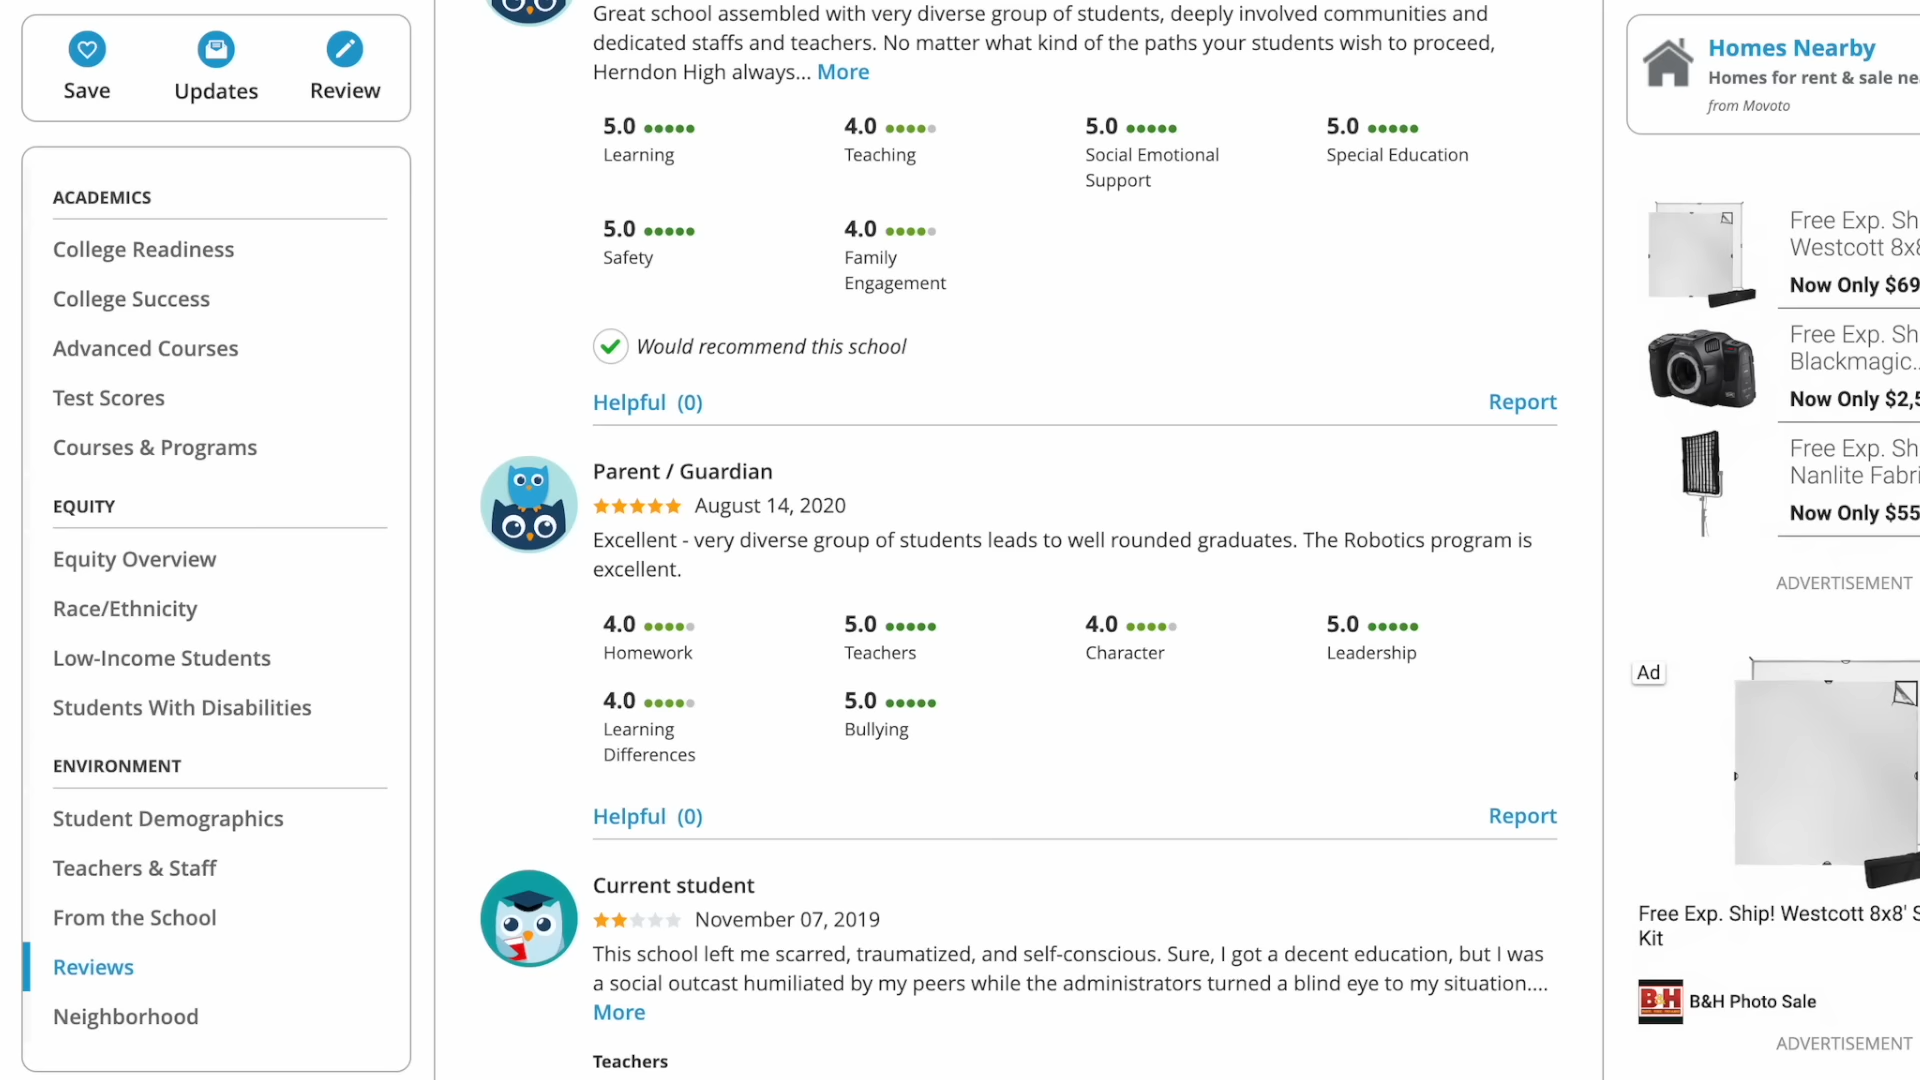 Save
Updates
Review
ACADEMICS
College Readiness
College Success
Advanced Courses
Test Scores
Courses & Programs
EQUITY
Equity Overview
Race/Ethnicity
Low-Income Students
Students With Disabilities
ENVIRONMENT
Student Demographics
Teachers & Staff
From the School
Reviews
Neighborhood
Great school assembled with very diverse group of students, deeply involved communities and
dedicated staffs and teachers. No matter what kind of the paths your students wish to proceed,
Herndon High always... More
5.0
Learning
4.0
Teaching
5.0
Social Emotional
Support
5.0
Special Education
5.0
Safety
4.0
Family
Engagement
Would recommend this school
Helpful (0)
Report
Parent / Guardian
August 14, 2020
Excellent - very diverse group of students leads to well rounded graduates. The Robotics program is
excellent.
4.0
Homework
5.0
Teachers
4.0
Character
5.0
Leadership
4.0
Learning
Differences
5.0
Bullying
Helpful (0)
Report
Current student
November 07, 2019
This school left me scarred, traumatized, and self-conscious. Sure, I got a decent education, but I was
a social outcast humiliated by my peers while the administrators turned a blind eye to my situation....
More
Teachers
Homes Nearby
Homes for rent & sale ne
from Movoto
Free Exp. Sh
Westcott 8x8
Now Only $69
Free Exp. Sh
Blackmagic..
Now Only $2,5
Free Exp. Sh
Nanlite Fabri
Now Only $55
ADVERTISEMENT
Ad
Free Exp. Ship! Westcott 8x8' S
Kit
B&H
B&H Photo Sale
ADVERTISEMENT